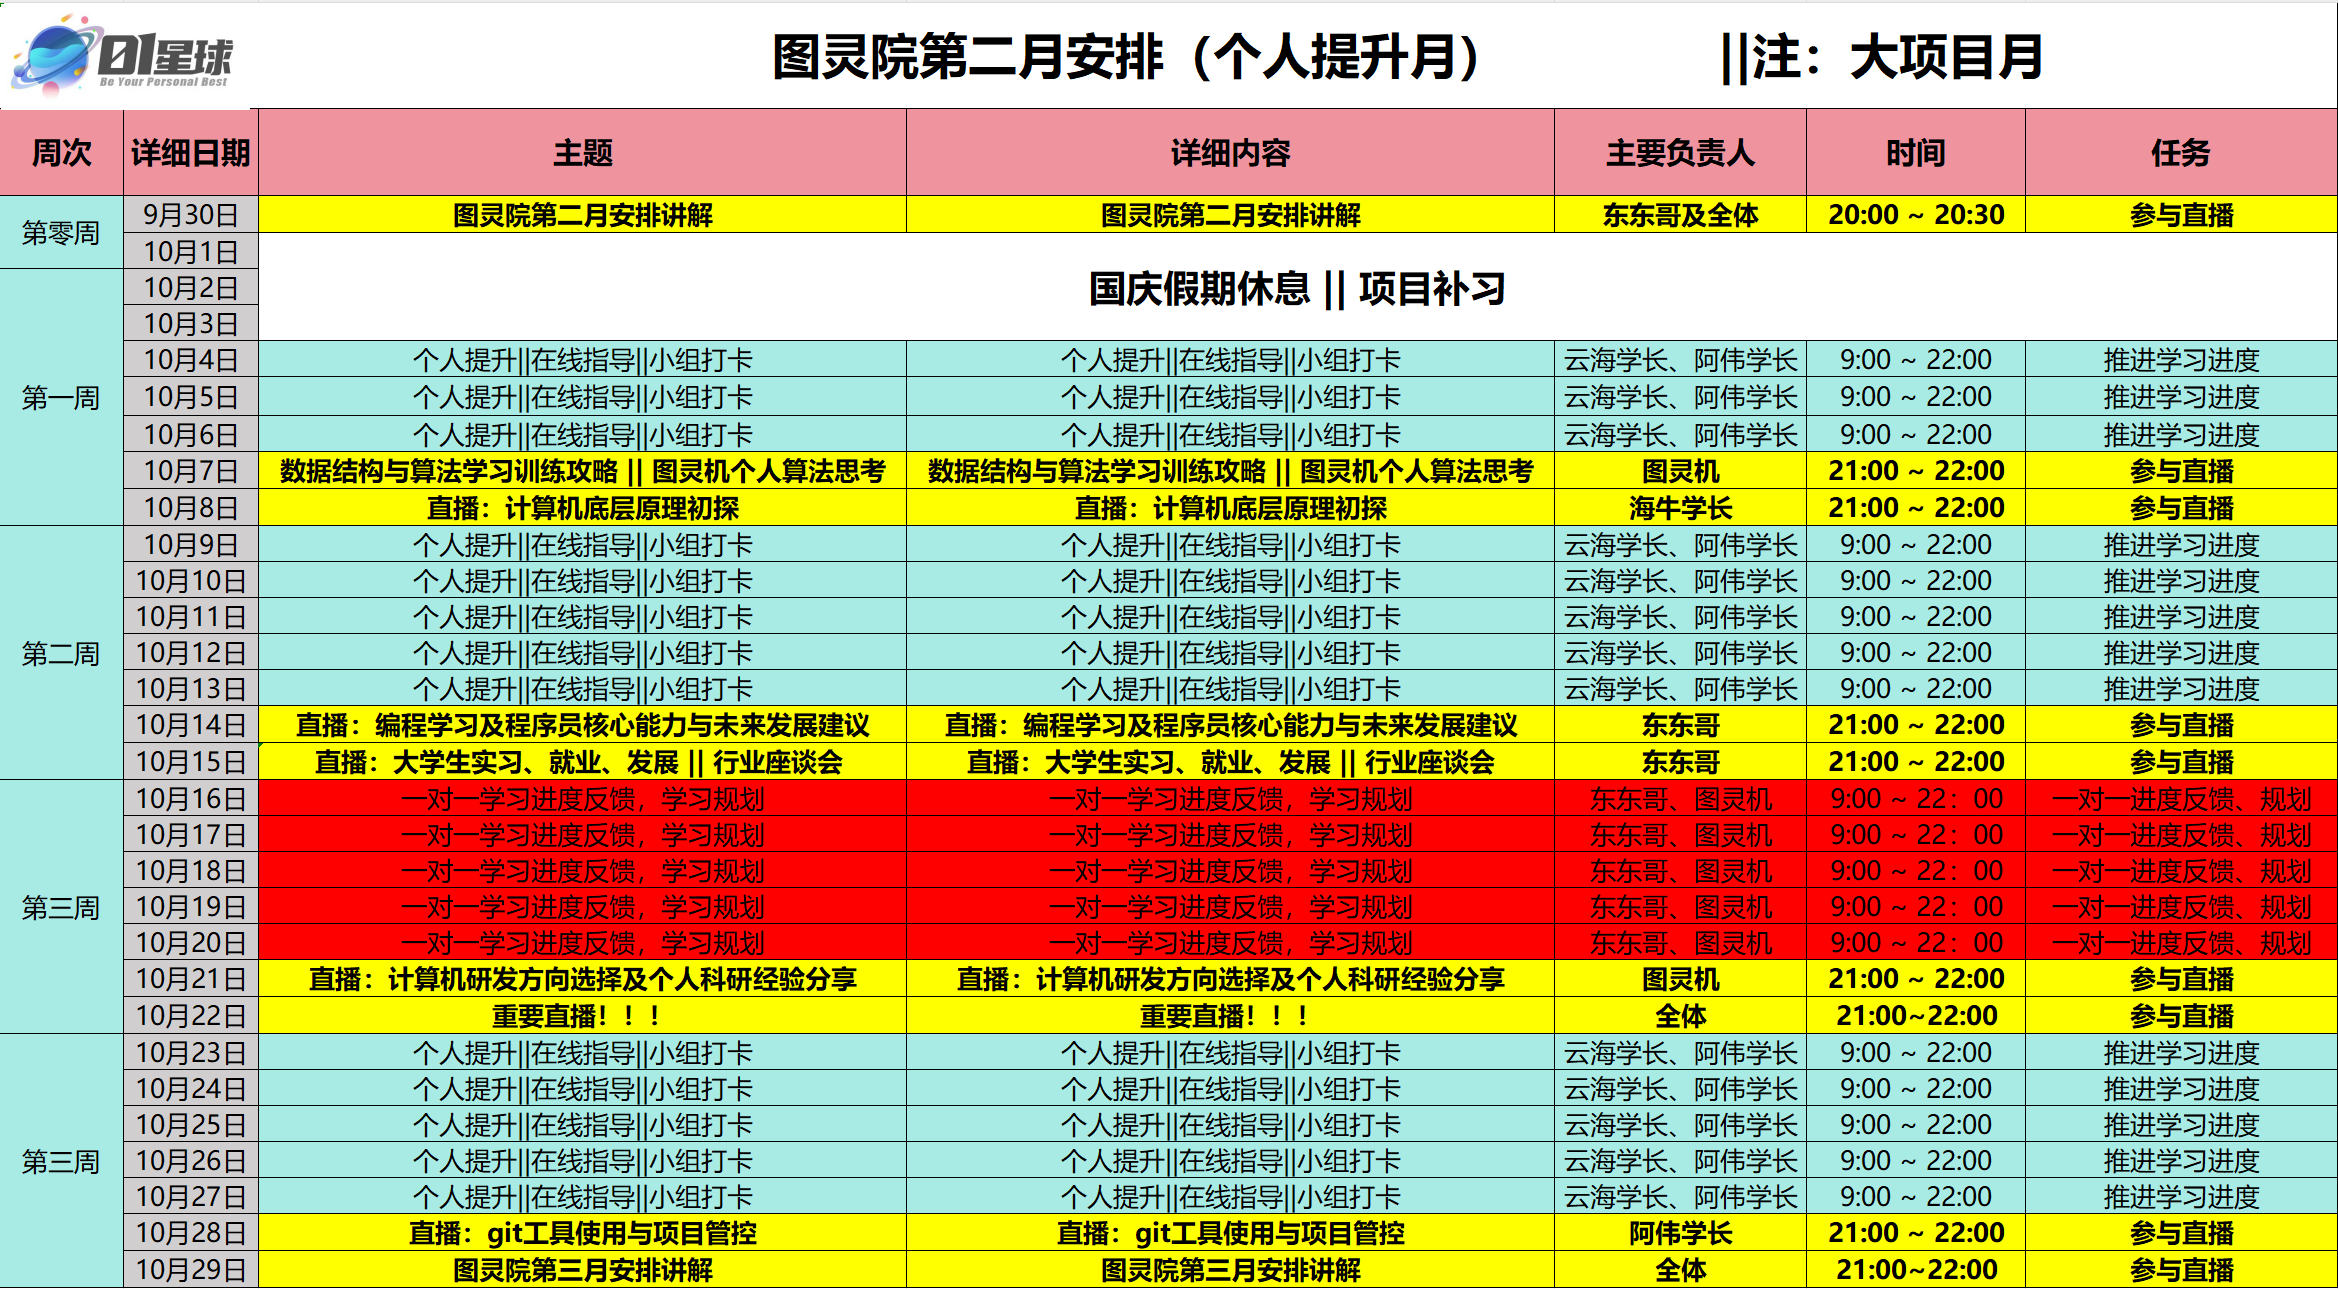 01星球
Be Your Personal Best
图灵院第二月安排（个人提升月） ||注：大项目月
周次 详细日期 主题 详细内容 主要负责人 时间 任务
第零周
9月30日 图灵院第二月安排讲解 图灵院第二月安排讲解 东东哥及全体 20:00 ~ 20:30 参与直播
10月1日
国庆假期休息 || 项目补习
第一周
10月2日
10月3日
10月4日 个人提升||在线指导||小组打卡 个人提升||在线指导||小组打卡 云海学长、阿伟学长 9:00 ~ 22:00 推进学习进度
10月5日 个人提升||在线指导||小组打卡 个人提升||在线指导||小组打卡 云海学长、阿伟学长 9:00 ~ 22:00 推进学习进度
10月6日 个人提升||在线指导||小组打卡 个人提升||在线指导||小组打卡 云海学长、阿伟学长 9:00 ~ 22:00 推进学习进度
10月7日 数据结构与算法学习训练攻略 || 图灵机个人算法思考 数据结构与算法学习训练攻略 || 图灵机个人算法思考 图灵机 21:00 ~ 22:00 参与直播
10月8日 直播：计算机底层原理初探 直播：计算机底层原理初探 海牛学长 21:00 ~ 22:00 参与直播
第二周
10月9日 个人提升||在线指导||小组打卡 个人提升||在线指导||小组打卡 云海学长、阿伟学长 9:00 ~ 22:00 推进学习进度
10月10日 个人提升||在线指导||小组打卡 个人提升||在线指导||小组打卡 云海学长、阿伟学长 9:00 ~ 22:00 推进学习进度
10月11日 个人提升||在线指导||小组打卡 个人提升||在线指导||小组打卡 云海学长、阿伟学长 9:00 ~ 22:00 推进学习进度
10月12日 个人提升||在线指导||小组打卡 个人提升||在线指导||小组打卡 云海学长、阿伟学长 9:00 ~ 22:00 推进学习进度
10月13日 个人提升||在线指导||小组打卡 个人提升||在线指导||小组打卡 云海学长、阿伟学长 9:00 ~ 22:00 推进学习进度
10月14日 直播：编程学习及程序员核心能力与未来发展建议 直播：编程学习及程序员核心能力与未来发展建议 东东哥 21:00 ~ 22:00 参与直播
10月15日 直播：大学生实习、就业、发展 || 行业座谈会 直播：大学生实习、就业、发展 || 行业座谈会 东东哥 21:00 ~ 22:00 参与直播
第三周
10月16日 一对一学习进度反馈，学习规划 一对一学习进度反馈，学习规划 东东哥、图灵机 9:00 ~ 22：00 一对一进度反馈、规划
10月17日 一对一学习进度反馈，学习规划 一对一学习进度反馈，学习规划 东东哥、图灵机 9:00 ~ 22：00 一对一进度反馈、规划
10月18日 一对一学习进度反馈，学习规划 一对一学习进度反馈，学习规划 东东哥、图灵机 9:00 ~ 22：00 一对一进度反馈、规划
10月19日 一对一学习进度反馈，学习规划 一对一学习进度反馈，学习规划 东东哥、图灵机 9:00 ~ 22：00 一对一进度反馈、规划
10月20日 一对一学习进度反馈，学习规划 一对一学习进度反馈，学习规划 东东哥、图灵机 9:00 ~ 22：00 一对一进度反馈、规划
10月21日 直播：计算机研发方向选择及个人科研经验分享 直播：计算机研发方向选择及个人科研经验分享 图灵机 21:00 ~ 22:00 参与直播
10月22日 重要直播！！！ 重要直播！！！ 全体 21:00~22:00 参与直播
第三周
10月23日 个人提升||在线指导||小组打卡 个人提升||在线指导||小组打卡 云海学长、阿伟学长 9:00 ~ 22:00 推进学习进度
10月24日 个人提升||在线指导||小组打卡 个人提升||在线指导||小组打卡 云海学长、阿伟学长 9:00 ~ 22:00 推进学习进度
10月25日 个人提升||在线指导||小组打卡 个人提升||在线指导||小组打卡 云海学长、阿伟学长 9:00 ~ 22:00 推进学习进度
10月26日 个人提升||在线指导||小组打卡 个人提升||在线指导||小组打卡 云海学长、阿伟学长 9:00 ~ 22:00 推进学习进度
10月27日 个人提升||在线指导||小组打卡 个人提升||在线指导||小组打卡 云海学长、阿伟学长 9:00 ~ 22:00 推进学习进度
10月28日 直播：git工具使用与项目管控 直播：git工具使用与项目管控 阿伟学长 21:00 ~ 22:00 参与直播
10月29日 图灵院第三月安排讲解 图灵院第三月安排讲解 全体 21:00~22:00 参与直播